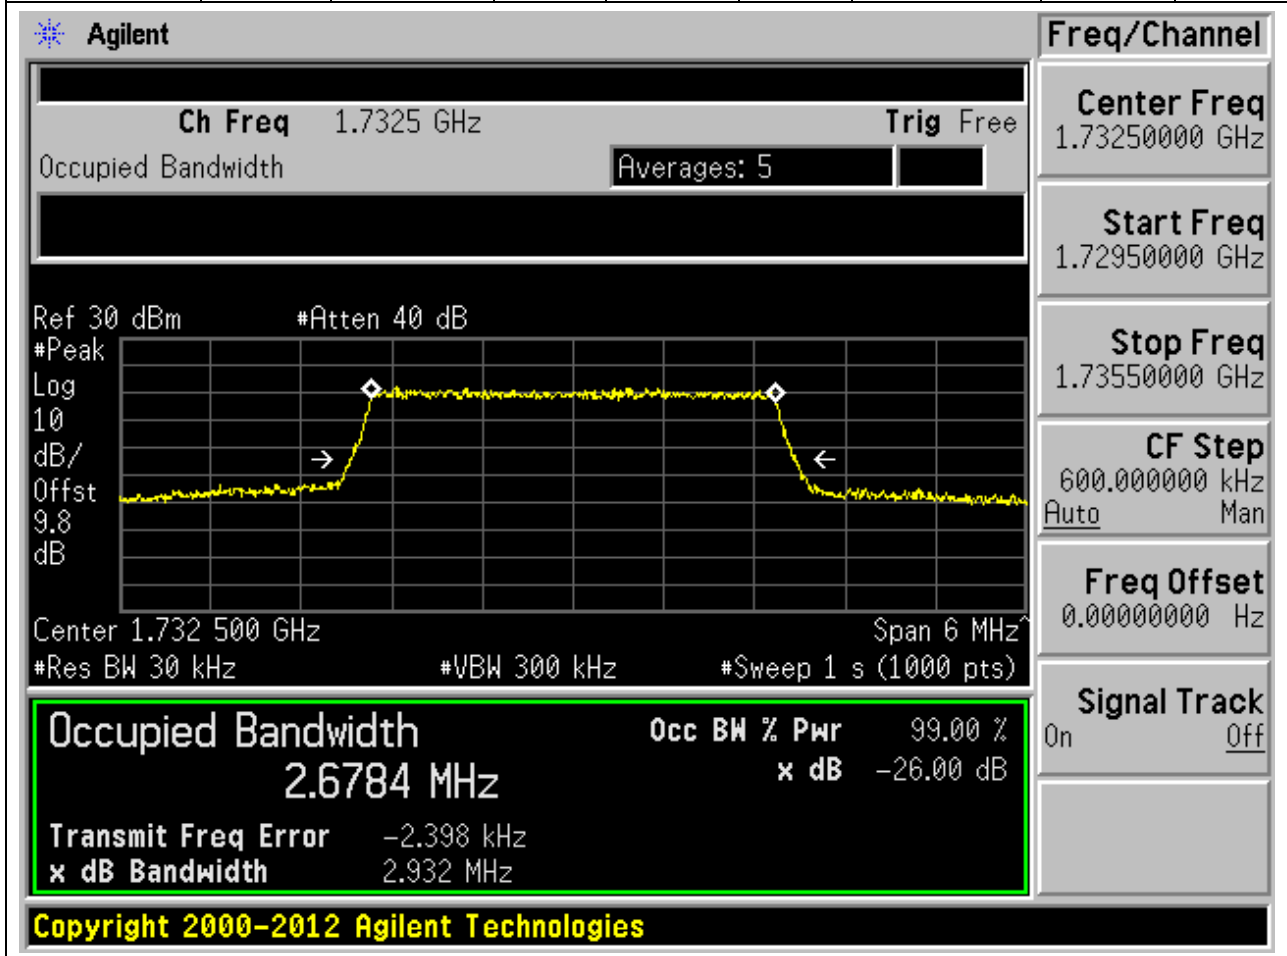 Agilent
Freq/Channel
Ch Freq 1.7325 GHz Trig Free
Occupied Bandwidth Averages: 5
Center Freq
1.73250000 GHz
Start Freq
1.72950000 GHz
Stop Freq
1.73550000 GHz
CF Step
600.000000 kHz
Auto Man
Freq Offset
0.00000000 Hz
Signal Track
On Off
Ref 30 dBm #Atten 40 dB
#Peak
Log
10
dB/
Offst
9.8
dB
Center 1.732 500 GHz Span 6 MHz^
#Res BW 30 kHz #VBW 300 kHz #Sweep 1 s (1000 pts)
Occupied Bandwidth Occ BW % Pwr 99.00 %
2.6784 MHz x dB -26.00 dB
Transmit Freq Error -2.398 kHz
x dB Bandwidth 2.932 MHz
Copyright 2000-2012 Agilent Technologies